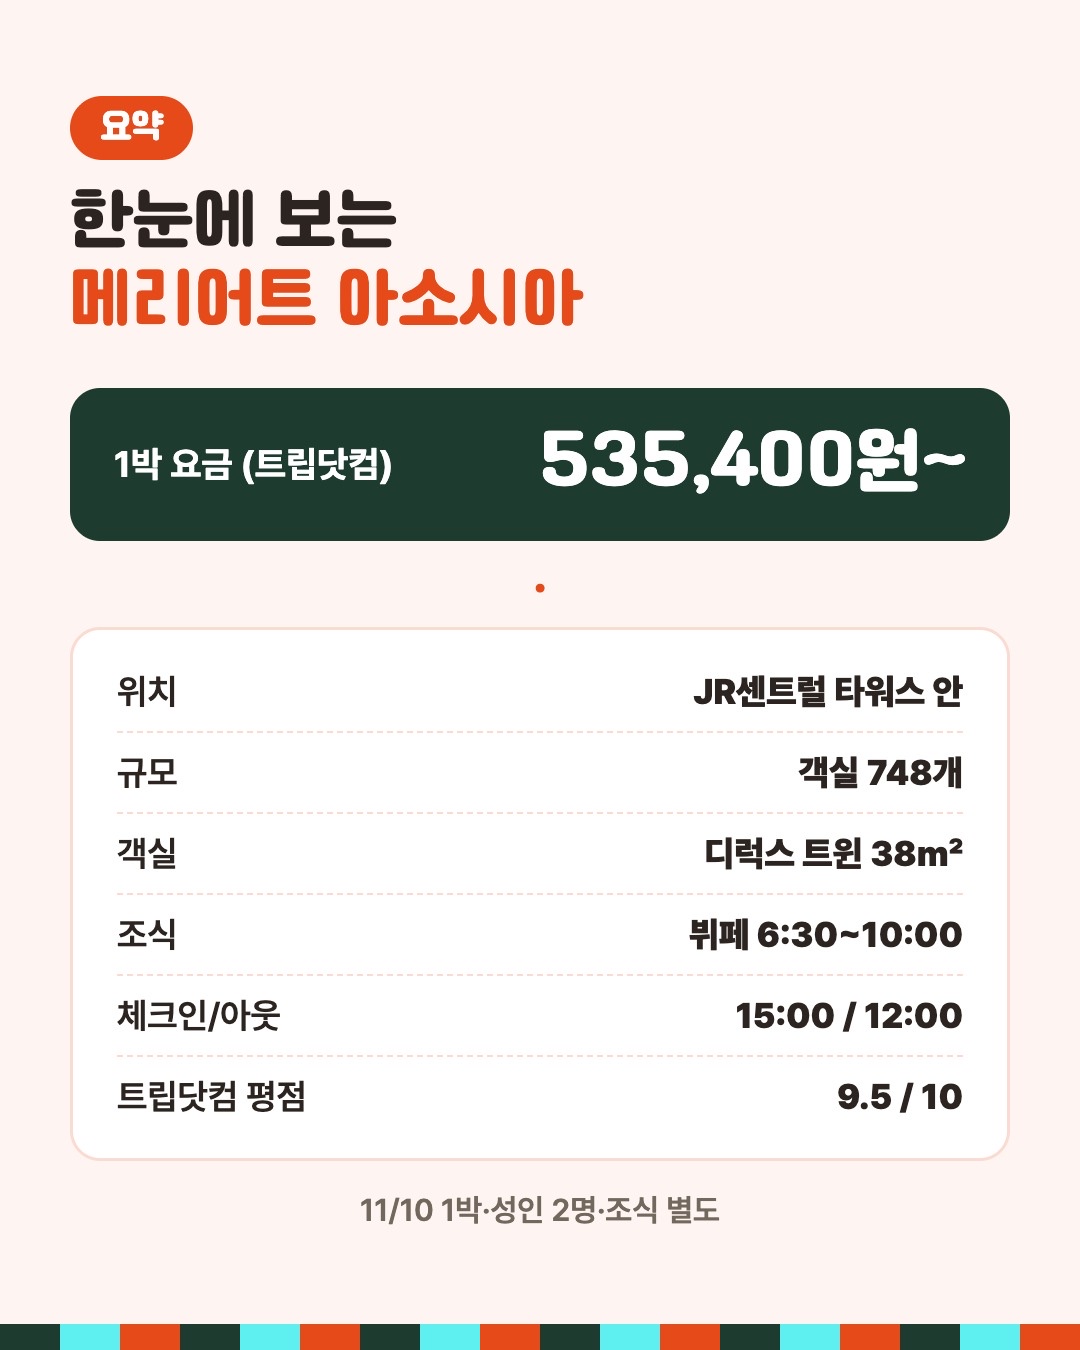 요약
한눈에 보는
메리어트 아소시아
1박 요금 (트립닷컴) 535,400원~
위치 JR센트럴 타워스 안
규모 객실 748개
객실 디럭스 트윈 38m²
조식 뷔페 6:30~10:00
체크인/아웃 15:00 / 12:00
트립닷컴 평점 9.5 / 10
11/10 1박·성인 2명·조식 별도